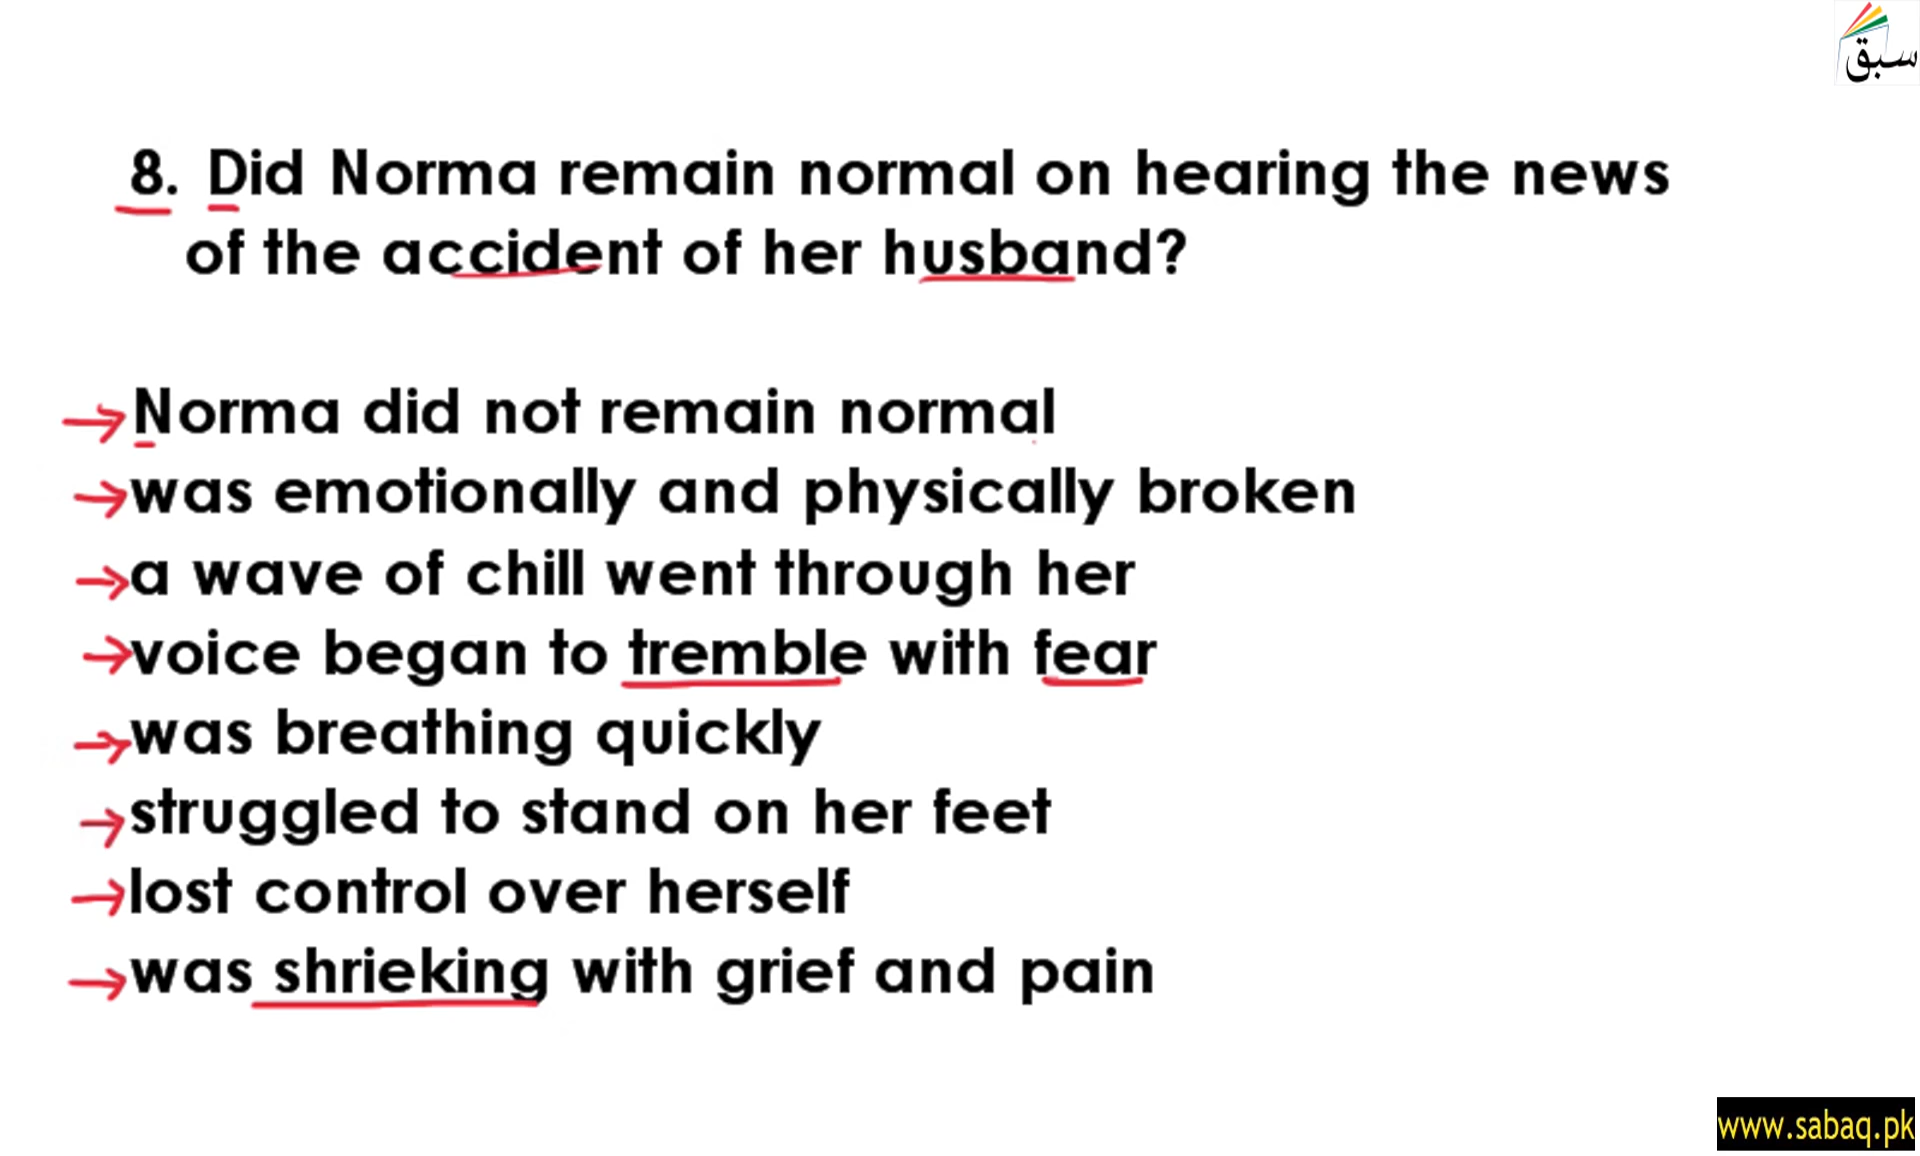 سبق
8. Did Norma remain normal on hearing the news
of the accident of her husband?
→Norma did not remain normal
→was emotionally and physically broken
→a wave of chill went through her
→voice began to tremble with fear
→was breathing quickly
→struggled to stand on her feet
→lost control over herself
→was shrieking with grief and pain
www.sabaq.pk